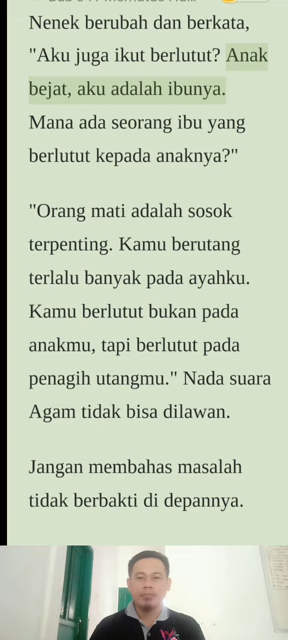 Nenek berubah dan berkata,
"Aku juga ikut berlutut? Anak
bejat, aku adalah ibunya.
Mana ada seorang ibu yang
berlutut kepada anaknya?"
"Orang mati adalah sosok
terpenting. Kamu berutang
terlalu banyak pada ayahku.
Kamu berlutut bukan pada
anakmu, tapi berlutut pada
penagih utangmu." Nada suara
Agam tidak bisa dilawan.
Jangan membahas masalah
tidak berbakti di depannya.